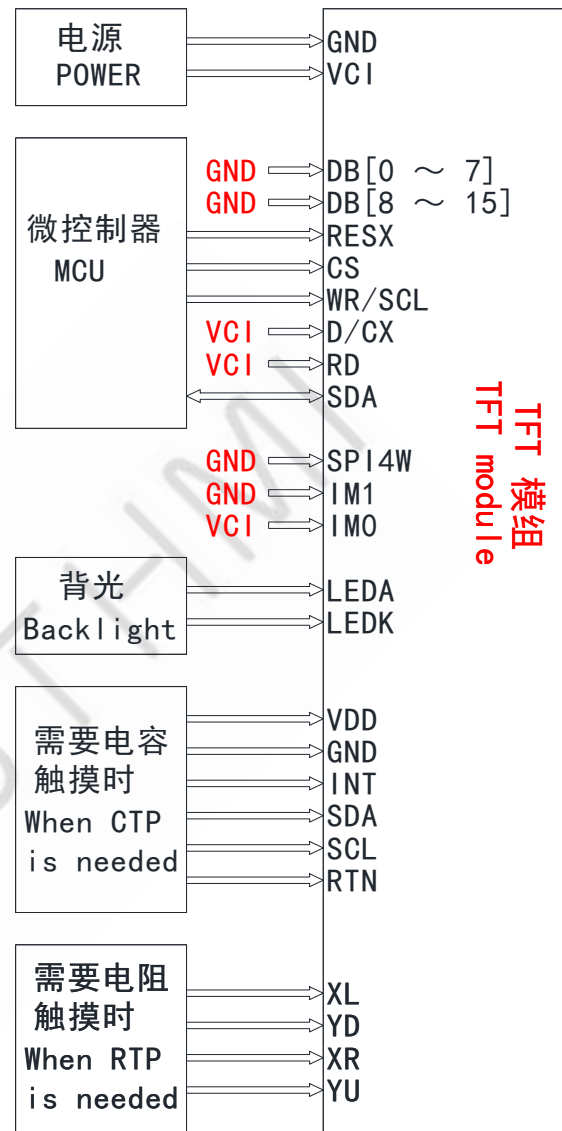 电源
POWER
GND
VCI
微控制器
MCU
GND
DB[0 ～ 7]
GND
DB[8 ～ 15]
RESX
CS
WR/SCL
VCI
D/CX
VCI
RD
SDA
GND
SPI4W
GND
IM1
VCI
IM0
TFT 模组
TFT module
背光
Backlight
LEDA
LEDK
需要电容
触摸时
When CTP
is needed
VDD
GND
INT
SDA
SCL
RTN
需要电阻
触摸时
When RTP
is needed
XL
YD
XR
YU